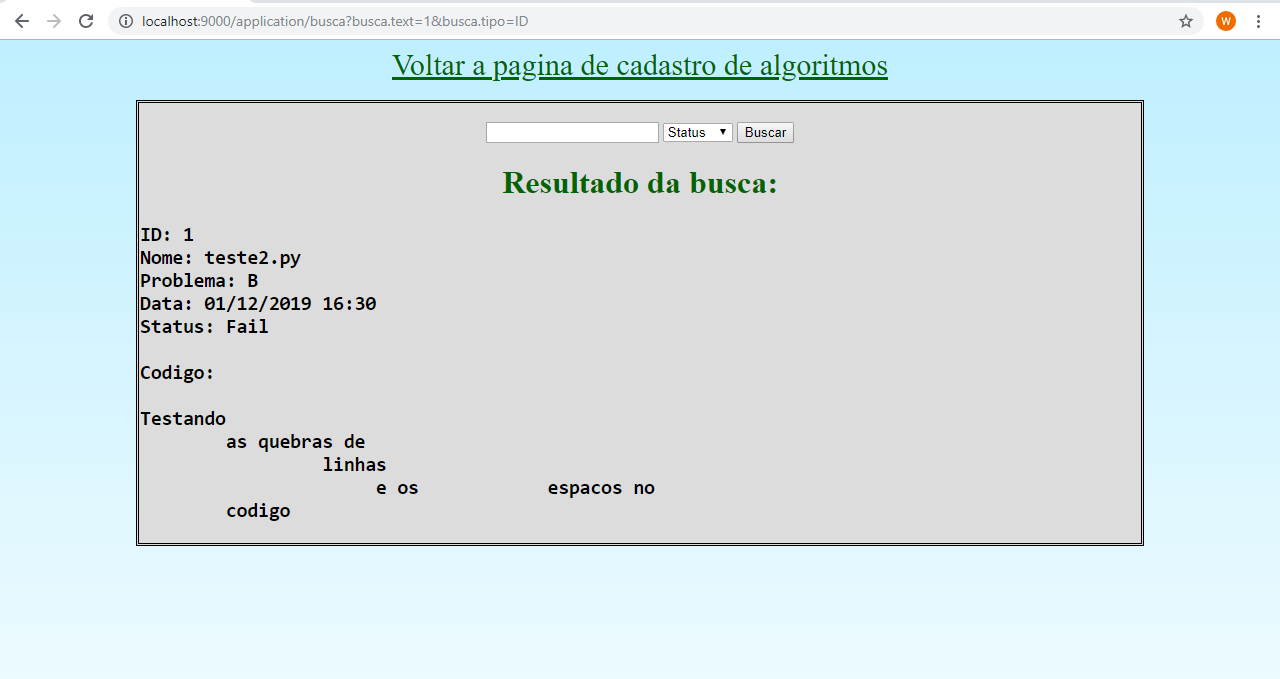 localhost:9000/application/busca?busca.text=1&busca.tipo=ID
W
Voltar a pagina de cadastro de algoritmos
Status Buscar
Resultado da busca:
ID: 1
Nome: teste2.py
Problema: B
Data: 01/12/2019 16:30
Status: Fail
Codigo:
Testando
as quebras de
linhas
e os espacos no
codigo